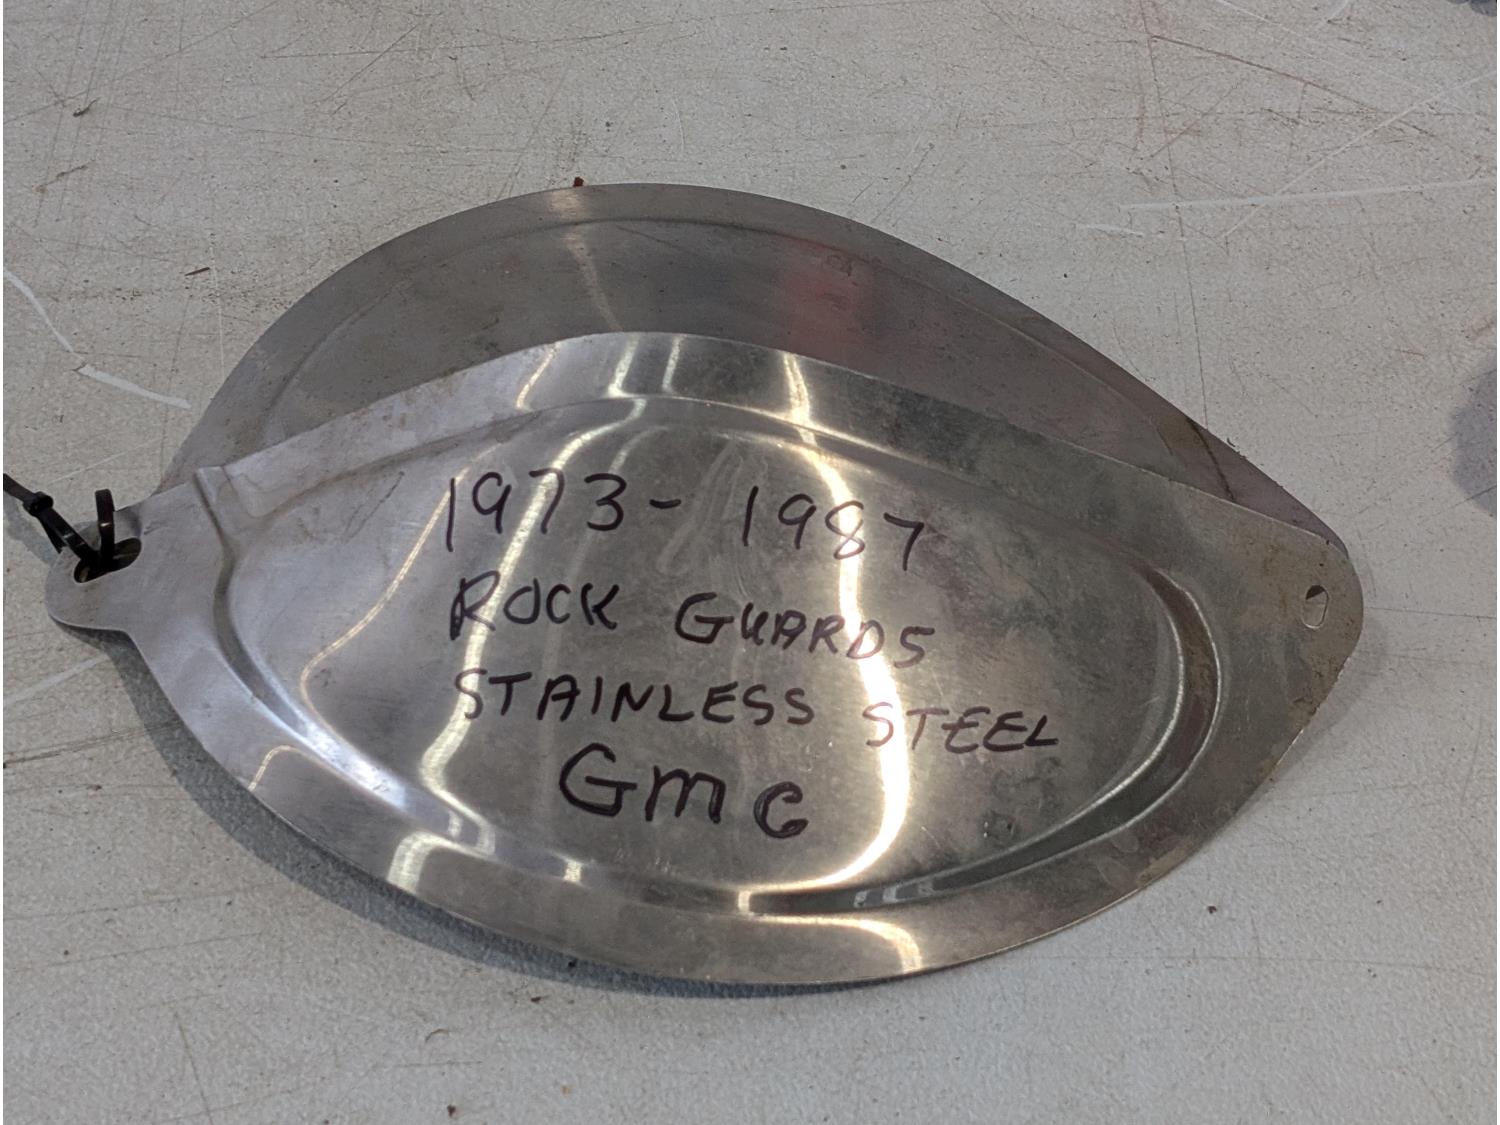 1973-1987
ROCK GUARDS
STAINLESS STEEL
GMC